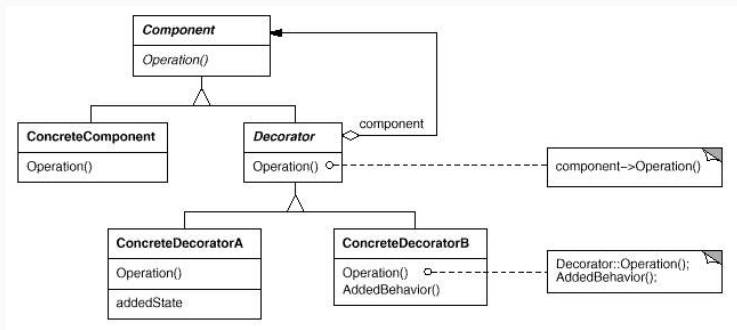 Component
Operation()
component
ConcreteComponent
Operation()
Decorator
Operation()
component->Operation()
ConcreteDecoratorA
Operation()
addedState
ConcreteDecoratorB
Operation()
AddedBehavior()
Decorator::Operation();
AddedBehavior();